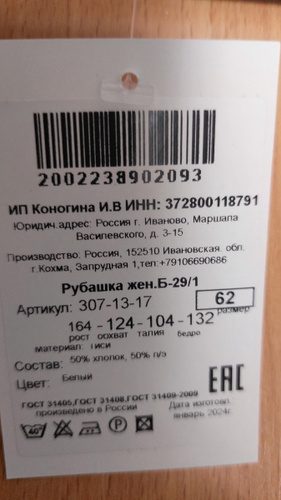 2002238902093
ИП Коногина И.В ИНН: 372800118791
Юридич.адрес: Россия г. Иваново, Маршала
Василевского, д. 3-15
Производство: Россия, 152510 Ивановская. обл.
г.Кохма, Запрудная 1,тел:+79106690686
Рубашка жен.Б-29/1
Артикул: 307-13-17
62
размер
164 -124-104-132
рост обхват талия бедро
материал
Состав: 50% хлопок, 50% п/э
Цвет: Белый
ГОСТ 31405,ГОСТ 31408,ГОСТ 31409-2009
произведено в России
EAC
Дата изготовл.
январь 2024г.
40
P